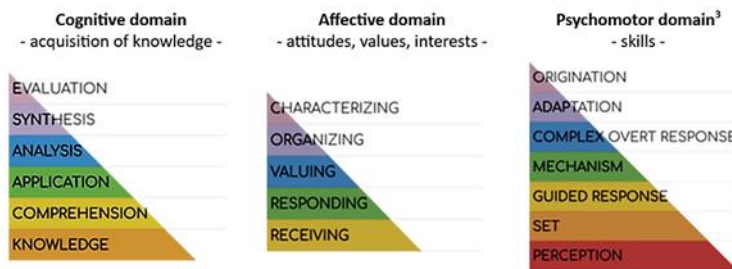 Cognitive domain
- acquisition of knowledge -
EVALUATION
SYNTHESIS
ANALYSIS
APPLICATION
COMPREHENSION
KNOWLEDGE
Affective domain
- attitudes, values, interests -
CHARACTERIZING
ORGANIZING
VALUING
RESPONDING
RECEIVING
Psychomotor domain³
- skills -
ORIGINATION
ADAPTATION
COMPLEX OVERT RESPONSE
MECHANISM
GUIDED RESPONSE
SET
PERCEPTION